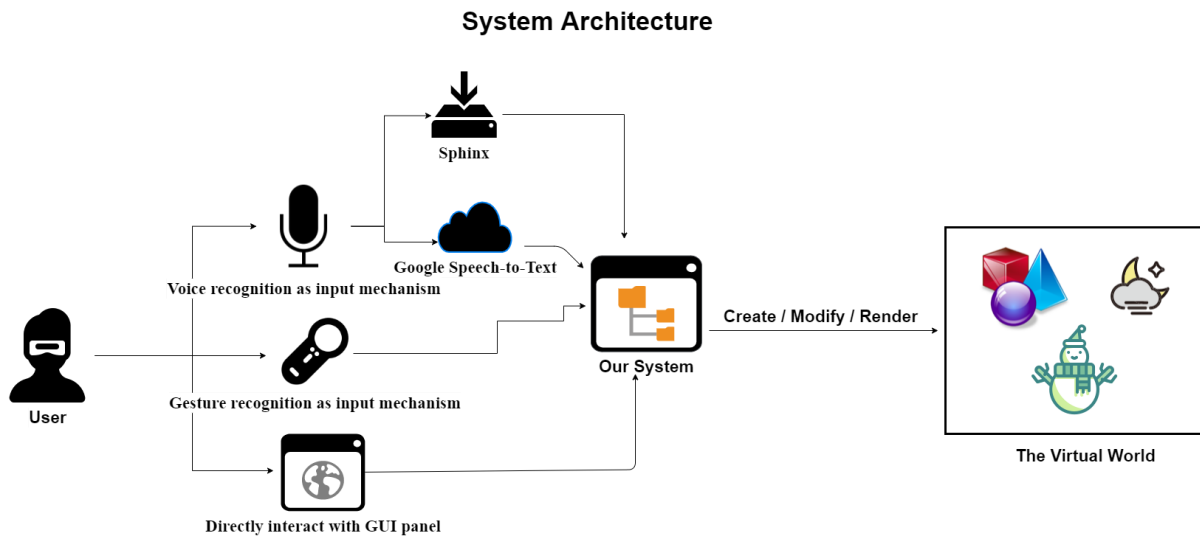 System Architecture
Sphinx
Google Speech-to-Text
Voice recognition as input mechanism
Create / Modify / Render
Our System
User
Gesture recognition as input mechanism
The Virtual World
Directly interact with GUI panel